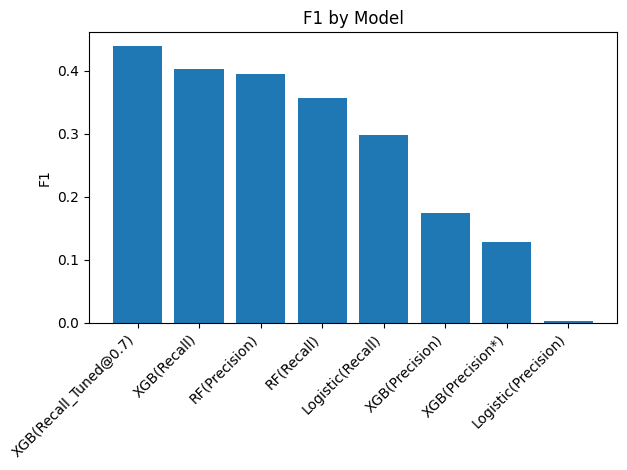 F1 by Model
F1
0.4
0.3
0.2
0.1
0.0
XGB(Recall_Tuned@0.7)
XGB(Recall)
RF(Precision)
RF(Recall)
Logistic(Recall)
XGB(Precision)
XGB(Precision*)
Logistic(Precision)